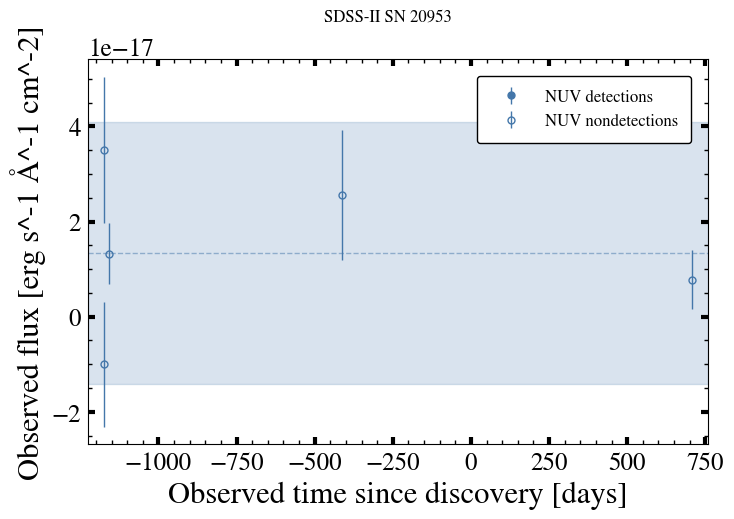 SDSS-II SN 20953
1e−17
NUV detections
NUV nondetections
4
2
0
−2
Observed flux [erg s^-1 Å^-1 cm^-2]
−1000 −750 −500 −250 0 250 500 750
Observed time since discovery [days]